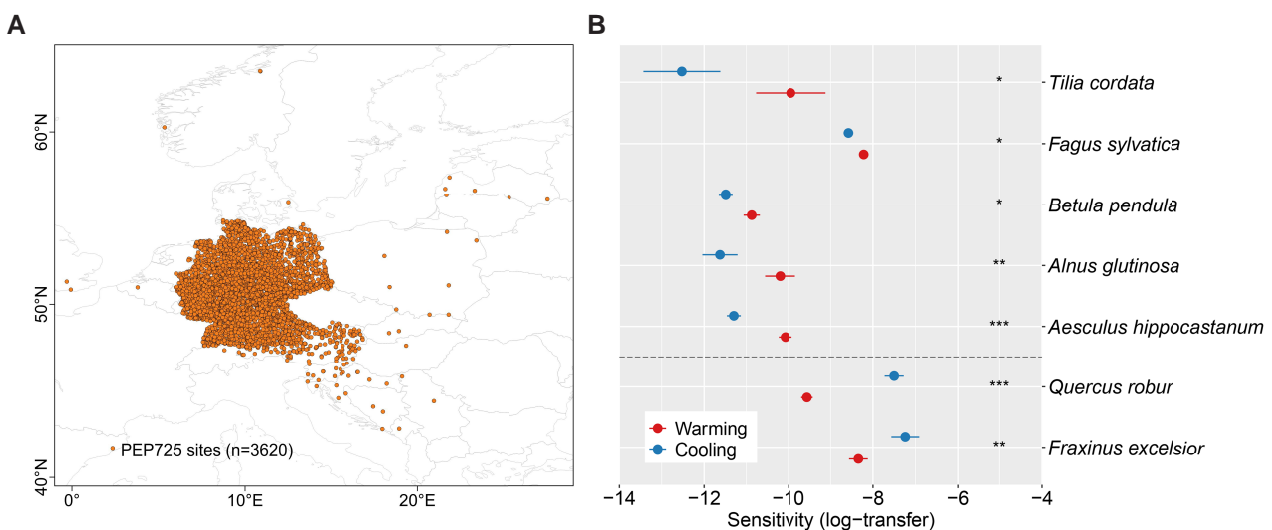 A
B
60°N
50°N
40°N
PEP725 sites (n=3620)
0°
10°E
20°E
*
Tilia cordata
*
Fagus sylvatica
*
Betula pendula
**
Alnus glutinosa
***
Aesculus hippocastanum
***
Quercus robur
**
Fraxinus excelsior
Warming
Cooling
−14 −12 −10 −8 −6 −4
Sensitivity (log−transfer)